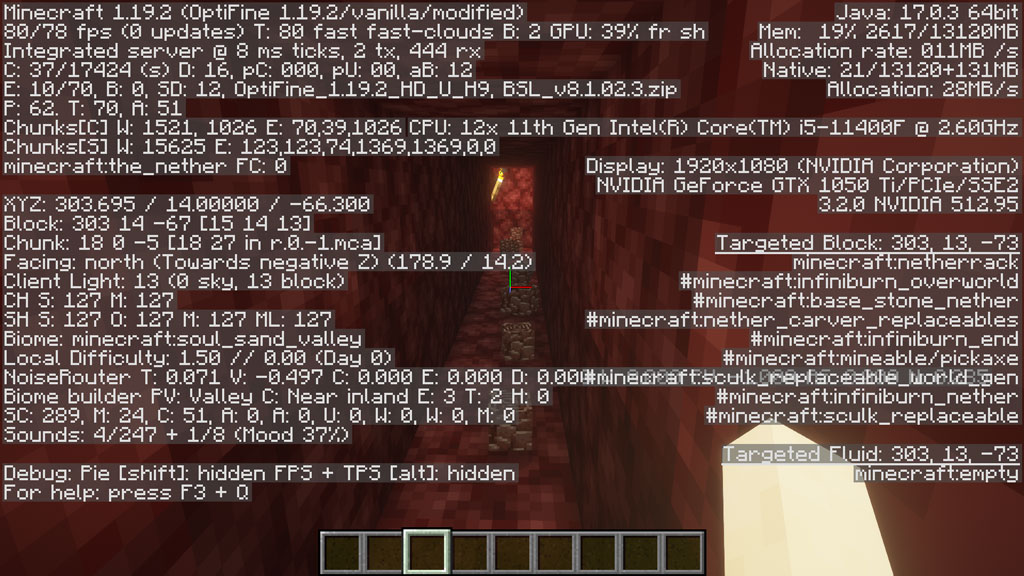 Minecraft 1.19.2 (OptiFine 1.19.2/vanilla/modified)
80/78 fps (0 updates) T: 80 fast fast-clouds B: 2 GPU: 39% fr sh
Integrated server @ 8 ms ticks, 2 tx, 444 rx
C: 37/17424 (s) D: 16, pC: 000, pU: 00, aB: 12
E: 10/70, B: 0, SD: 12, OptiFine_1.19.2_HD_U_H9, BSL_v8.1.02.3.zip
P: 62. T: 70, A: 51
Chunks[C] W: 1521, 1026 E: 70,39,1026
Chunks[S] W: 15625 E: 123,123,74,1369,1369,0,0
minecraft:the_nether FC: 0
XYZ: 303.695 / 14.00000 / -66.300
Block: 303 14 -67 [15 14 13]
Chunk: 18 0 -5 [18 27 in r.0.-1.mca]
Facing: north (Towards negative Z) (178.9 / 14.2)
Client Light: 13 (0 sky, 13 block)
CH S: 127 M: 127
SH S: 127 O: 127 M: 127 ML: 127
Biome: minecraft:soul_sand_valley
Local Difficulty: 1.50 // 0.00 (Day 0)
NoiseRouter T: 0.071 V: -0.497 C: 0.000 E: 0.000 D: 0.00
Biome builder PV: Valley C: Near inland E: 3 T: 2 H: 0
SC: 289, M: 24, C: 51, A: 0, A: 0, U: 0, W: 0, W: 0, M: 0
Sounds: 4/247 + 1/8 (Mood 37%)
Debug: Pie [shift]: hidden FPS + TPS [alt]: hidden
For help: press F3 + Q
Java: 17.0.3 64bit
Mem: 19% 2617/13120MB
Allocation rate: 011MB /s
Native: 21/13120+131MB
Allocation: 28MB/s
CPU: 12x 11th Gen Intel(R) Core(TM) i5-11400F @ 2.60GHz
Display: 1920x1080 (NVIDIA Corporation)
NVIDIA GeForce GTX 1050 Ti/PCIe/SSE2
3.2.0 NVIDIA 512.95
Targeted Block: 303, 13, -73
minecraft:netherrack
#minecraft:infiniburn_overworld
#minecraft:base_stone_nether
#minecraft:nether_carver_replaceables
#minecraft:infiniburn_end
#minecraft:mineable/pickaxe
#minecraft:sculk_replaceable_world_gen
#minecraft:infiniburn_nether
#minecraft:sculk_replaceable
Targeted Fluid: 303, 13, -73
minecraft:empty